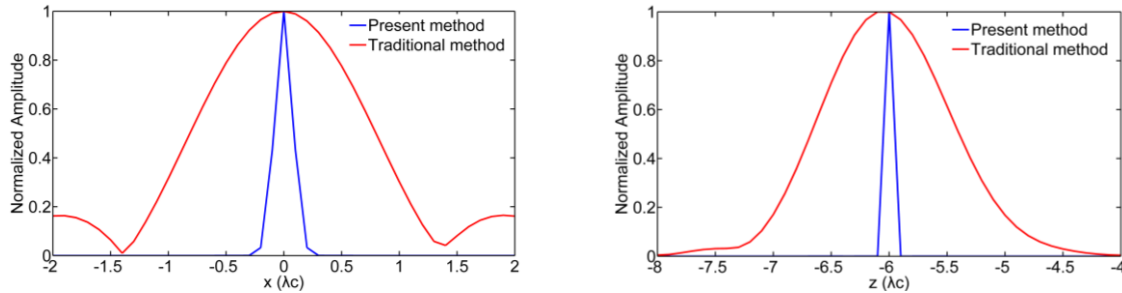 Normalized Amplitude
1
0.8
0.6
0.4
0.2
0
Present method
Traditional method
-2 -1.5 -1 -0.5 0 0.5 1 1.5 2
x (λc)
Normalized Amplitude
1
0.8
0.6
0.4
0.2
0
Present method
Traditional method
-8 -7.5 -7 -6.5 -6 -5.5 -5 -4.5 -4
z (λc)